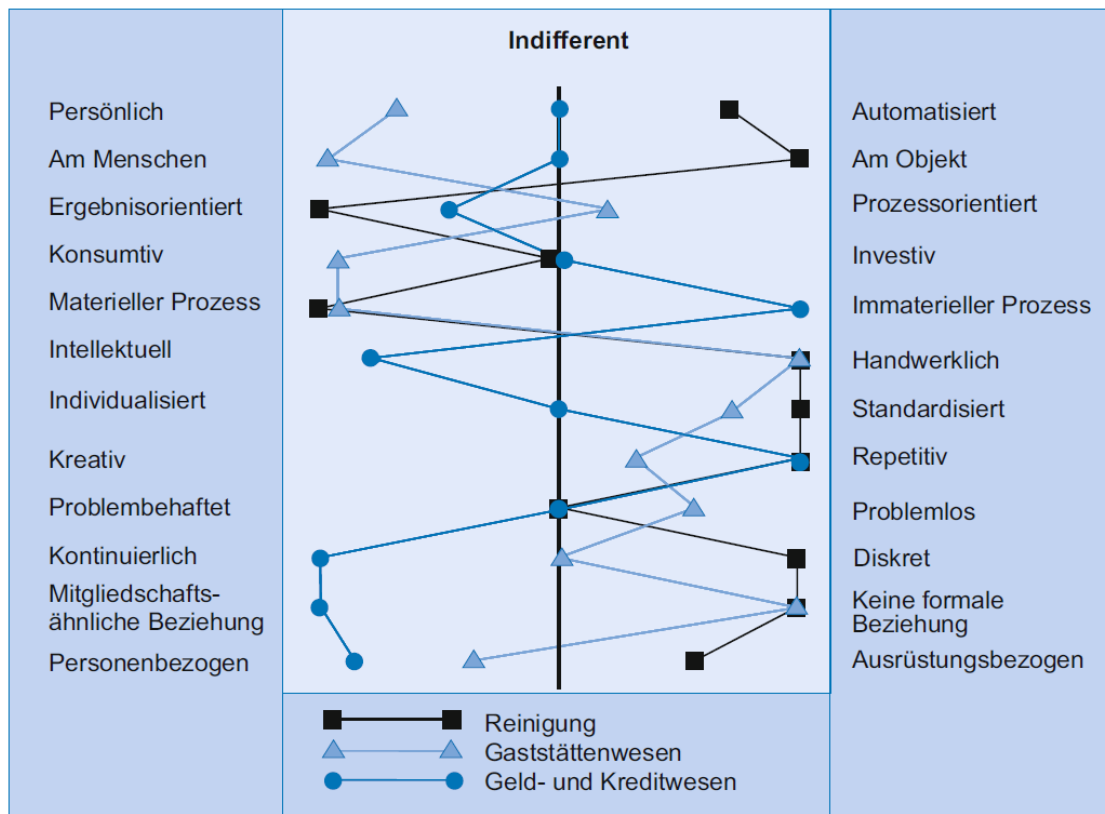 Indifferent
Persönlich
Automatisiert
Am Menschen
Am Objekt
Ergebnisorientiert
Prozessorientiert
Konsumtiv
Investiv
Materieller Prozess
Immaterieller Prozess
Intellektuell
Handwerklich
Individualisiert
Standardisiert
Kreativ
Repetitiv
Problembehaftet
Problemlos
Kontinuierlich
Diskret
Mitgliedschafts-
ähnliche Beziehung
Keine formale
Beziehung
Personenbezogen
Ausrüstungsbezogen
Reinigung
Gaststättenwesen
Geld- und Kreditwesen